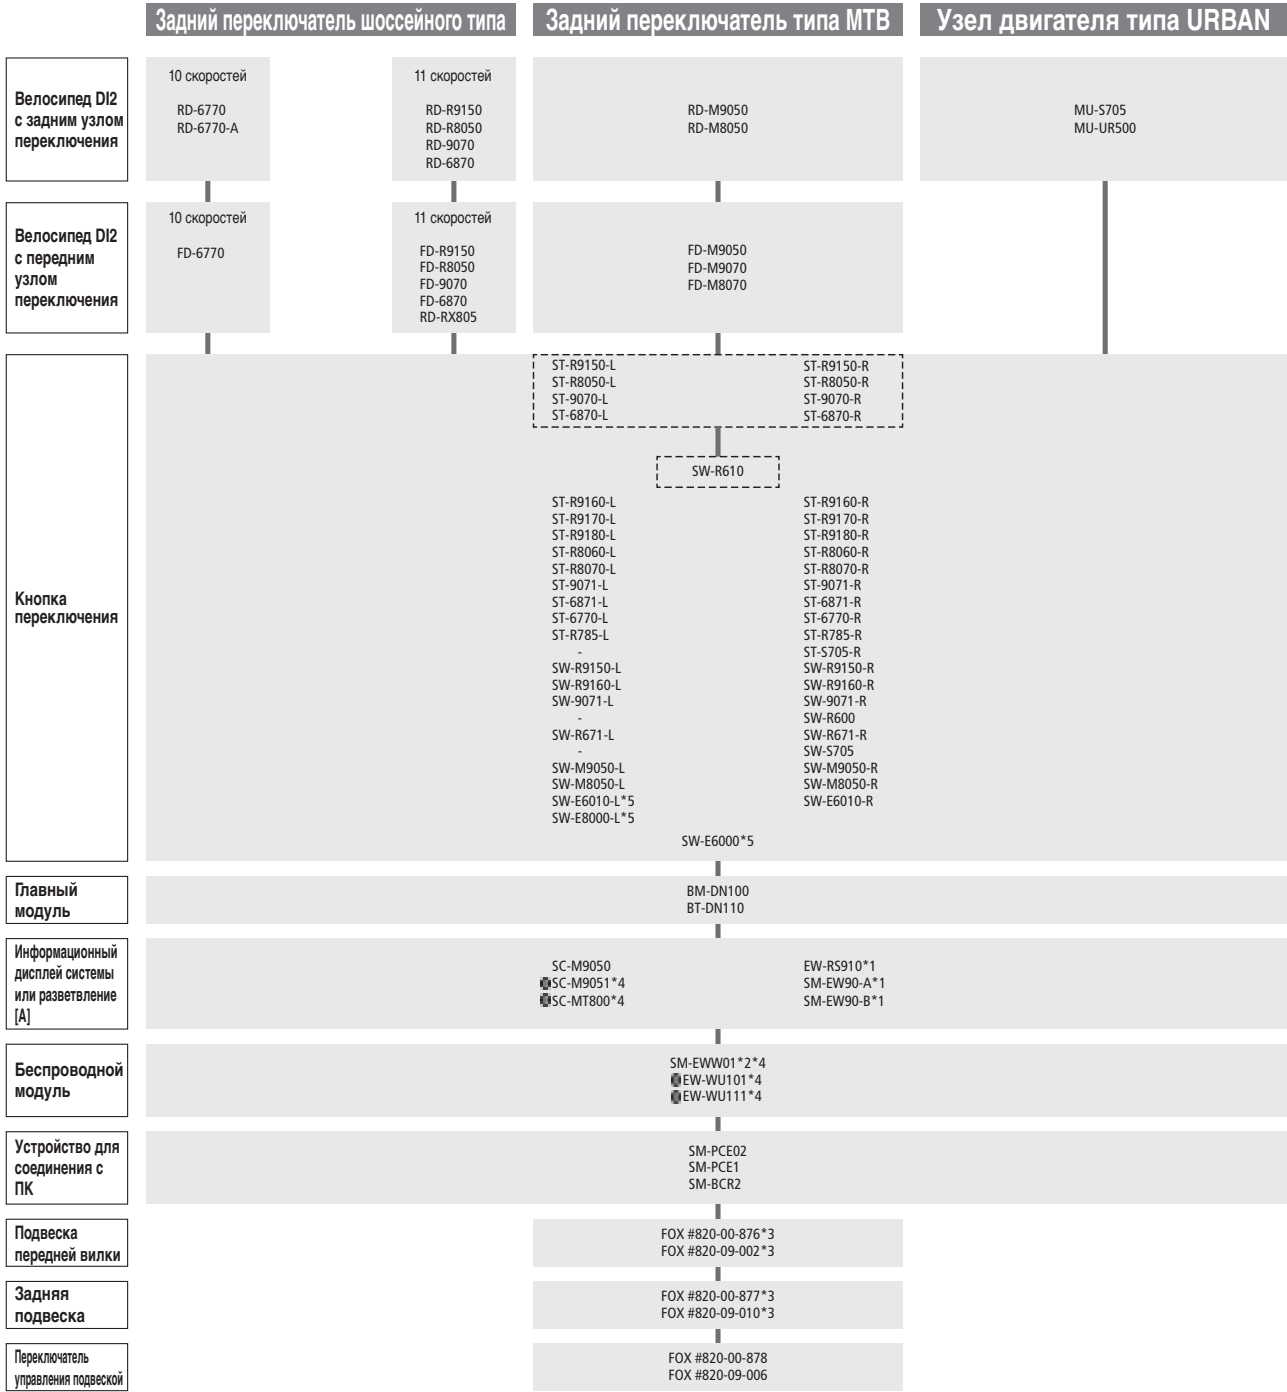 Задний переключатель шоссейного типа
Задний переключатель типа MTB
Узел двигателя типа URBAN
Велосипед DI2
с задним узлом
переключения
10 скоростей
RD-6770
RD-6770-A
11 скоростей
RD-R9150
RD-R8050
RD-9070
RD-6870
RD-M9050
RD-M8050
MU-S705
MU-UR500
Велосипед DI2
с передним
узлом
переключения
10 скоростей
FD-6770
11 скоростей
FD-R9150
FD-R8050
FD-9070
FD-6870
RD-RX805
FD-M9050
FD-M9070
FD-M8070
Кнопка
переключения
ST-R9150-L ST-R9150-R
ST-R8050-L ST-R8050-R
ST-9070-L ST-9070-R
ST-6870-L ST-6870-R
SW-R610
ST-R9160-L ST-R9160-R
ST-R9170-L ST-R9170-R
ST-R9180-L ST-R9180-R
ST-R8060-L ST-R8060-R
ST-R8070-L ST-R8070-R
ST-9071-L ST-9071-R
ST-6871-L ST-6871-R
ST-6770-L ST-6770-R
ST-R785-L ST-R785-R
- ST-S705-R
SW-R9150-L SW-R9150-R
SW-R9160-L SW-R9160-R
SW-9071-L SW-9071-R
- SW-R600
SW-R671-L SW-R671-R
- SW-S705
SW-M9050-L SW-M9050-R
SW-M8050-L SW-M8050-R
SW-E6010-L*5 SW-E6010-R
SW-E8000-L*5
SW-E6000*5
Главный
модуль
BM-DN100
BT-DN110
Информационный
дисплей системы
или разветвление
[A]
SC-M9050 EW-RS910*1
SC-M9051*4 SM-EW90-A*1
SC-MT800*4 SM-EW90-B*1
Беспроводной
модуль
SM-EWW01*2*4
EW-WU101*4
EW-WU111*4
Устройство для
соединения с
ПК
SM-PCE02
SM-PCE1
SM-BCR2
Подвеска
передней вилки
FOX #820-00-876*3
FOX #820-09-002*3
Задняя
подвеска
FOX #820-00-877*3
FOX #820-09-010*3
Переключатель
управления подвеской
FOX #820-00-878
FOX #820-09-006